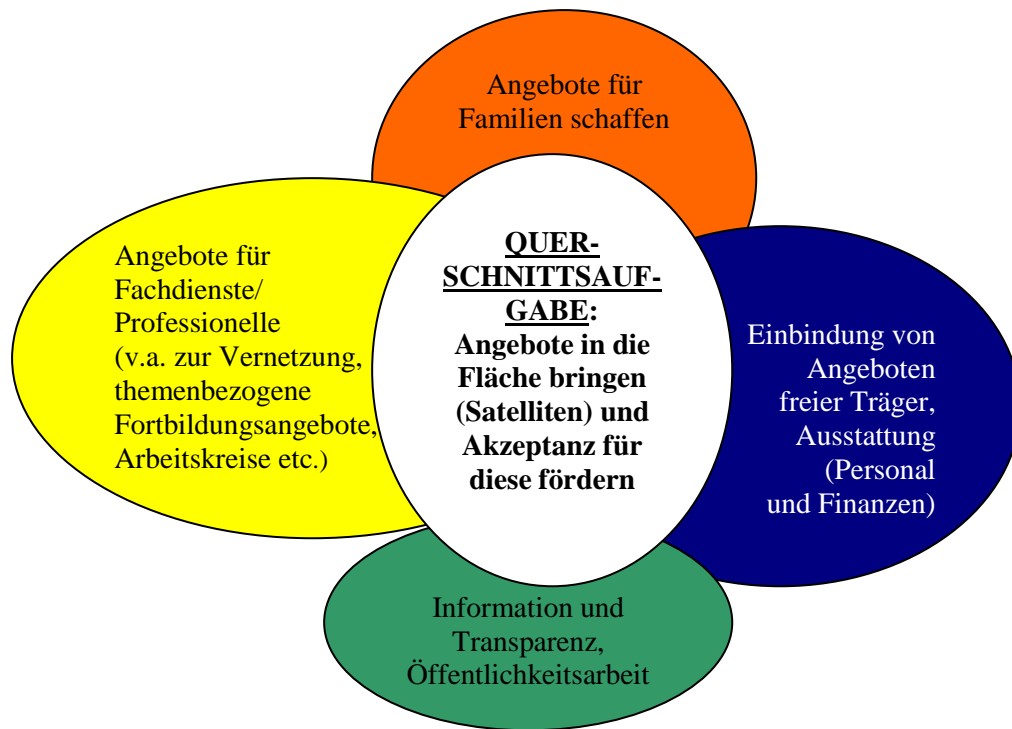 Angebote für
Familien schaffen
Angebote für
Fachdienste/
Professionelle
(v.a. zur Vernetzung,
themenbezogene
Fortbildungsangebote,
Arbeitskreise etc.)
QUER-
SCHNITTSAUF-
GABE:
Angebote in die
Fläche bringen
(Satelliten) und
Akzeptanz für
diese fördern
Einbindung von
Angeboten
freier Träger,
Ausstattung
(Personal
und Finanzen)
Information und
Transparenz,
Öffentlichkeitsarbeit